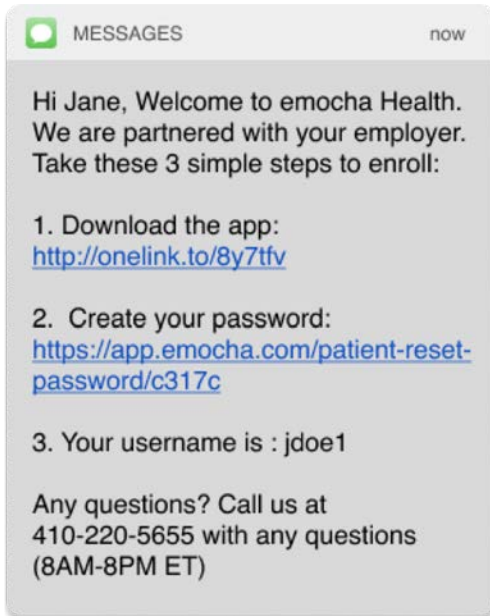 MESSAGES now
Hi Jane, Welcome to emocha Health.
We are partnered with your employer.
Take these 3 simple steps to enroll:
1. Download the app:
http://onelink.to/8y7tfv
2.  Create your password:
https://app.emocha.com/patient-reset-
password/c317c
3. Your username is : jdoe1
Any questions? Call us at
410-220-5655 with any questions
(8AM-8PM ET)